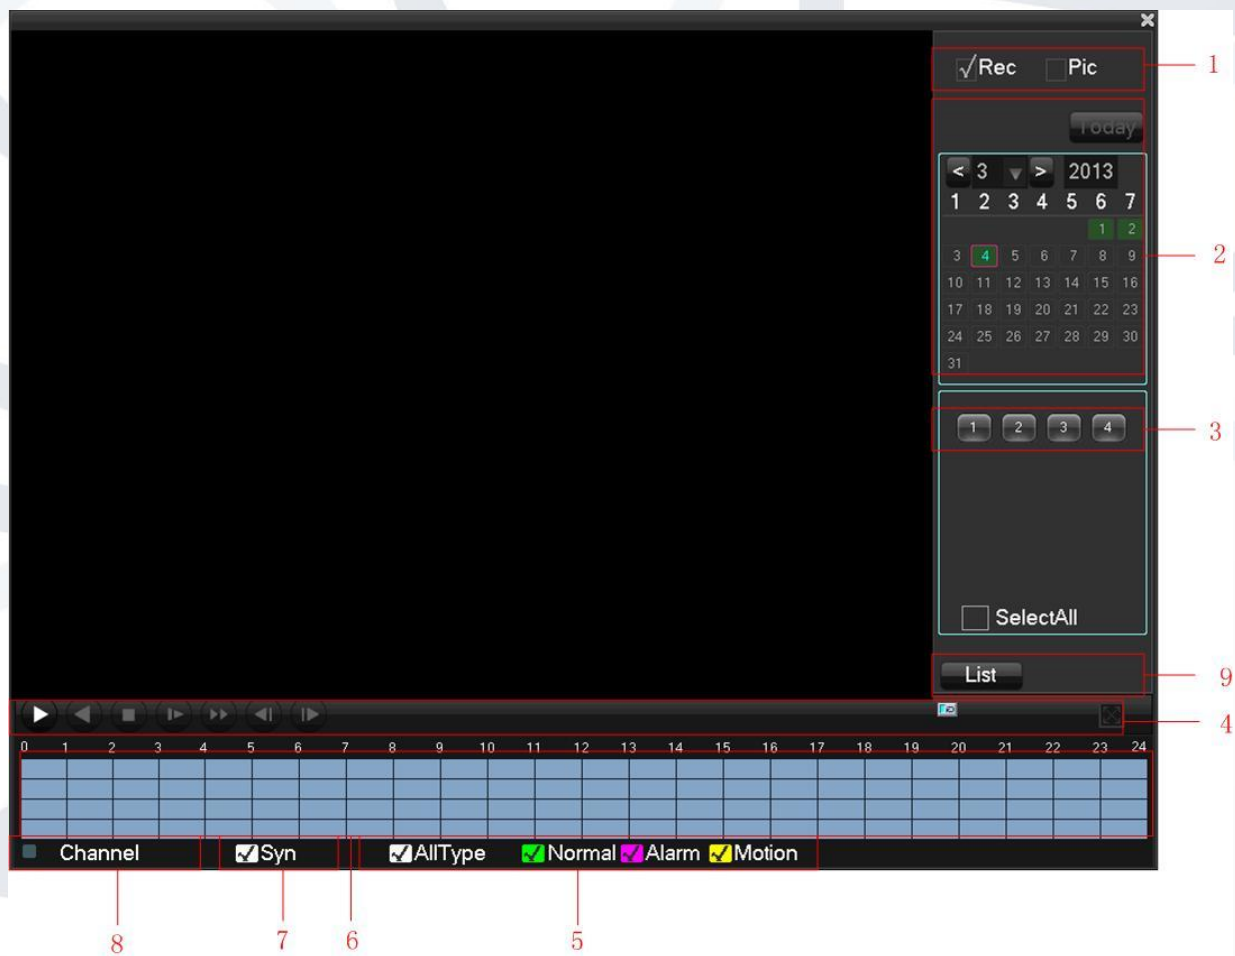 Rec Pic 1
Today
< 3 > 2013
1 2 3 4 5 6 7
1 2
3 4 5 6 7 8 9 2
10 11 12 13 14 15 16
17 18 19 20 21 22 23
24 25 26 27 28 29 30
31
1 2 3 4 3
SelectAll
List 9
4
0 1 2 3 4 5 6 7 8 9 10 11 12 13 14 15 16 17 18 19 20 21 22 23 24
Channel Syn AllType Normal Alarm Motion
8 7 6 5